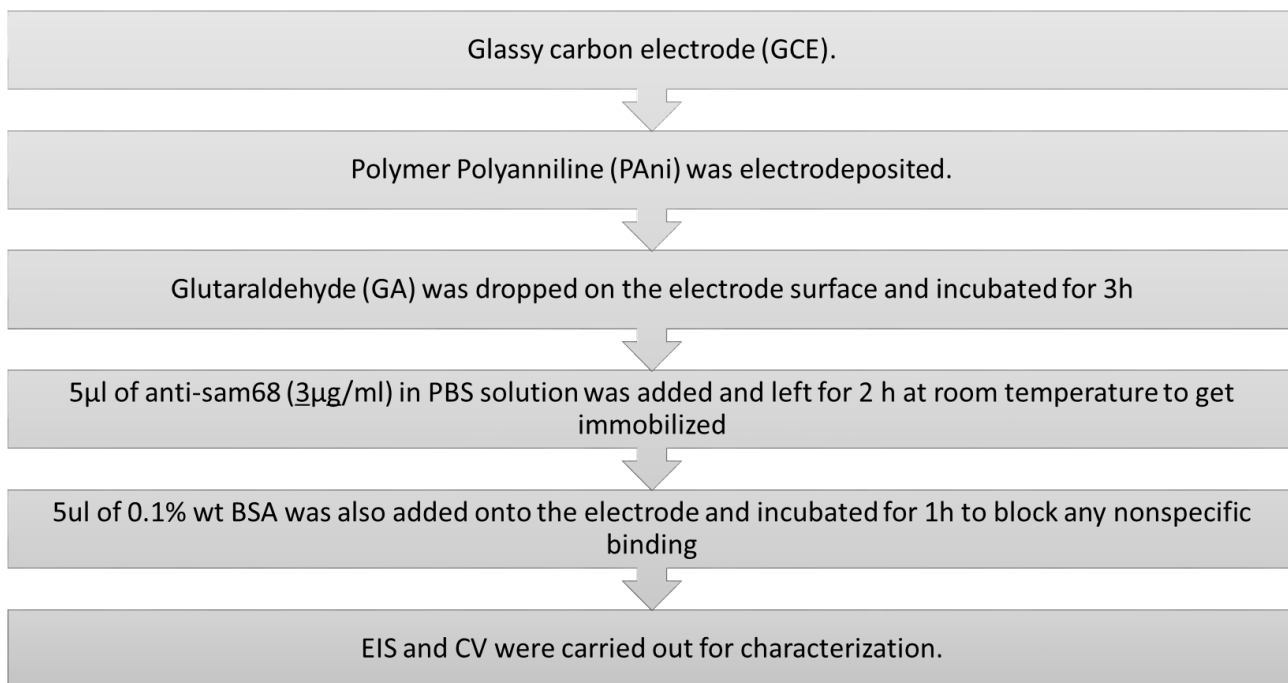 Glassy carbon electrode (GCE).
Polymer Polyanniline (PAni) was electrodeposited.
Glutaraldehyde (GA) was dropped on the electrode surface and incubated for 3h
5µl of anti-sam68 (3µg/ml) in PBS solution was added and left for 2 h at room temperature to get
immobilized
5ul of 0.1% wt BSA was also added onto the electrode and incubated for 1h to block any nonspecific
binding
EIS and CV were carried out for characterization.